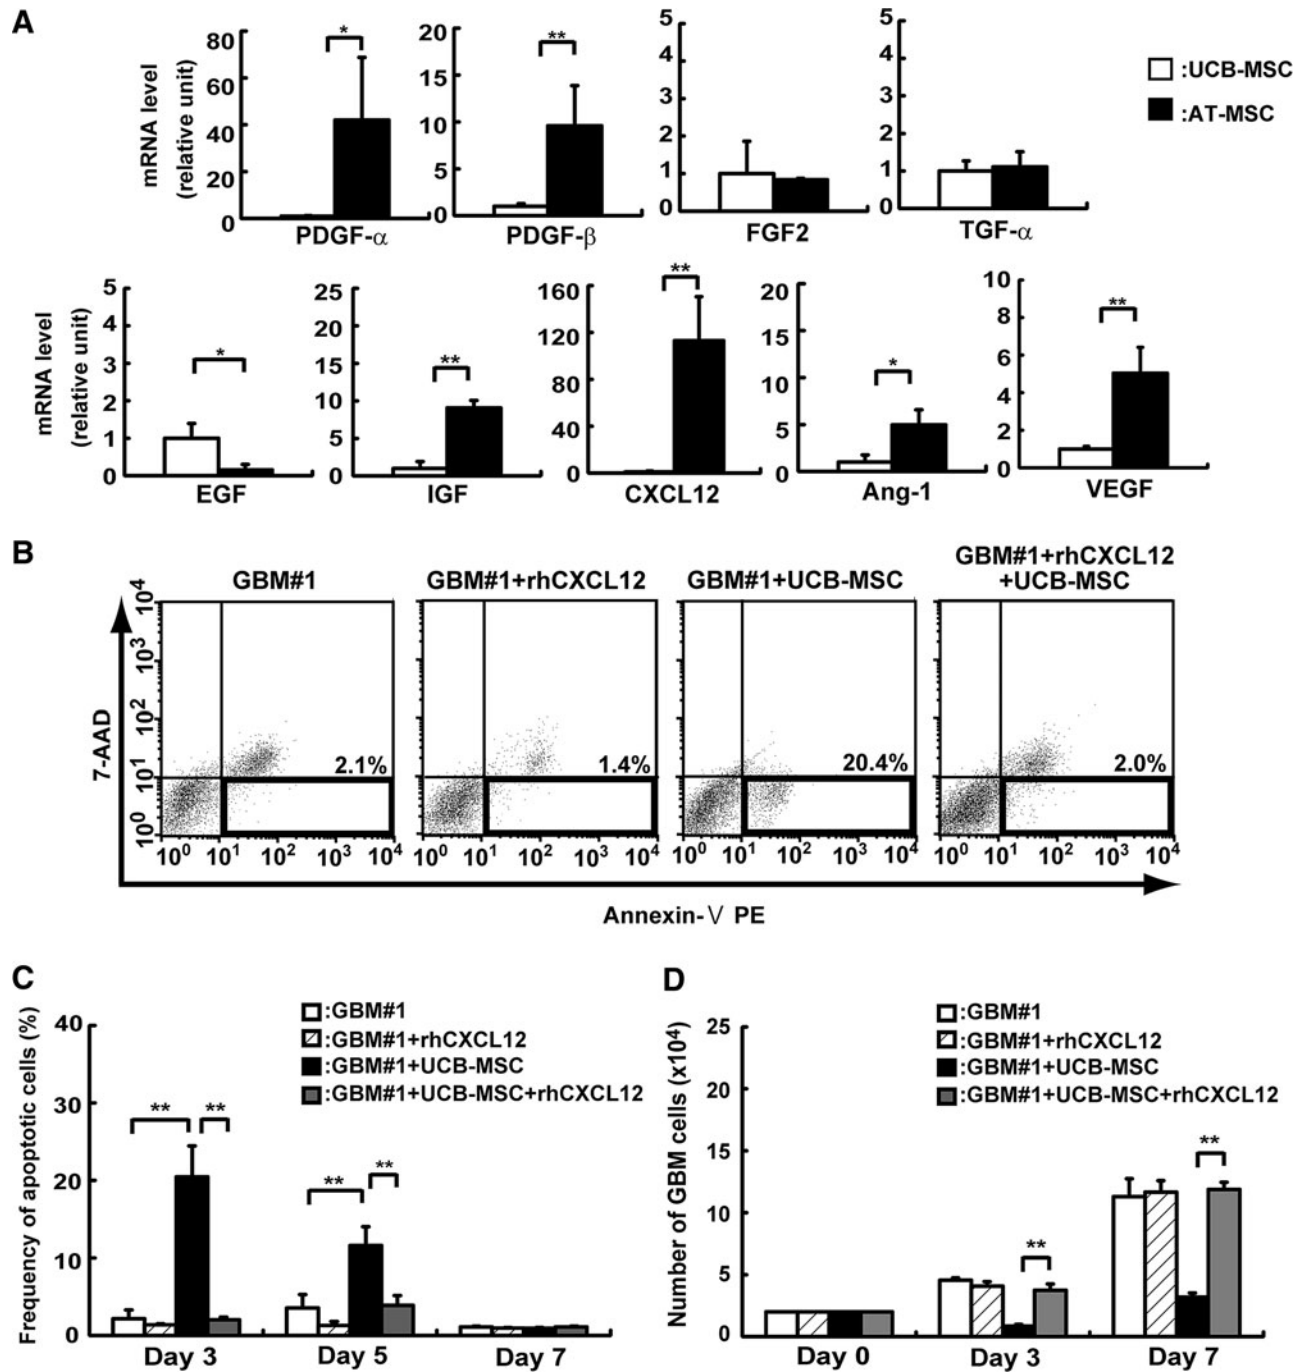 A
mRNA level
(relative unit)
80
60
40
20
0
*
PDGF-α
20
15
10
5
0
**
PDGF-β
5
4
3
2
1
0
FGF2
5
4
3
2
1
0
TGF-α
:UCB-MSC
:AT-MSC
mRNA level
(relative unit)
5
4
3
2
1
0
*
EGF
25
20
15
10
5
0
**
IGF
160
120
80
40
0
**
CXCL12
20
15
10
5
0
*
Ang-1
10
8
6
4
2
0
**
VEGF
B
GBM#1
GBM#1+rhCXCL12
GBM#1+UCB-MSC
GBM#1+rhCXCL12
+UCB-MSC
7-AAD
10⁴
10³
10²
10¹
10⁰
2.1%
1.4%
20.4%
2.0%
10⁰ 10¹ 10² 10³ 10⁴
10⁰ 10¹ 10² 10³ 10⁴
10⁰ 10¹ 10² 10³ 10⁴
10⁰ 10¹ 10² 10³ 10⁴
Annexin-V PE
C
Frequency of apoptotic cells (%)
40
30
20
10
0
:GBM#1
:GBM#1+rhCXCL12
:GBM#1+UCB-MSC
:GBM#1+UCB-MSC+rhCXCL12
** **
** **
Day 3 Day 5 Day 7
D
Number of GBM cells (x10⁴)
25
20
15
10
5
0
:GBM#1
:GBM#1+rhCXCL12
:GBM#1+UCB-MSC
:GBM#1+UCB-MSC+rhCXCL12
**
**
Day 0 Day 3 Day 7